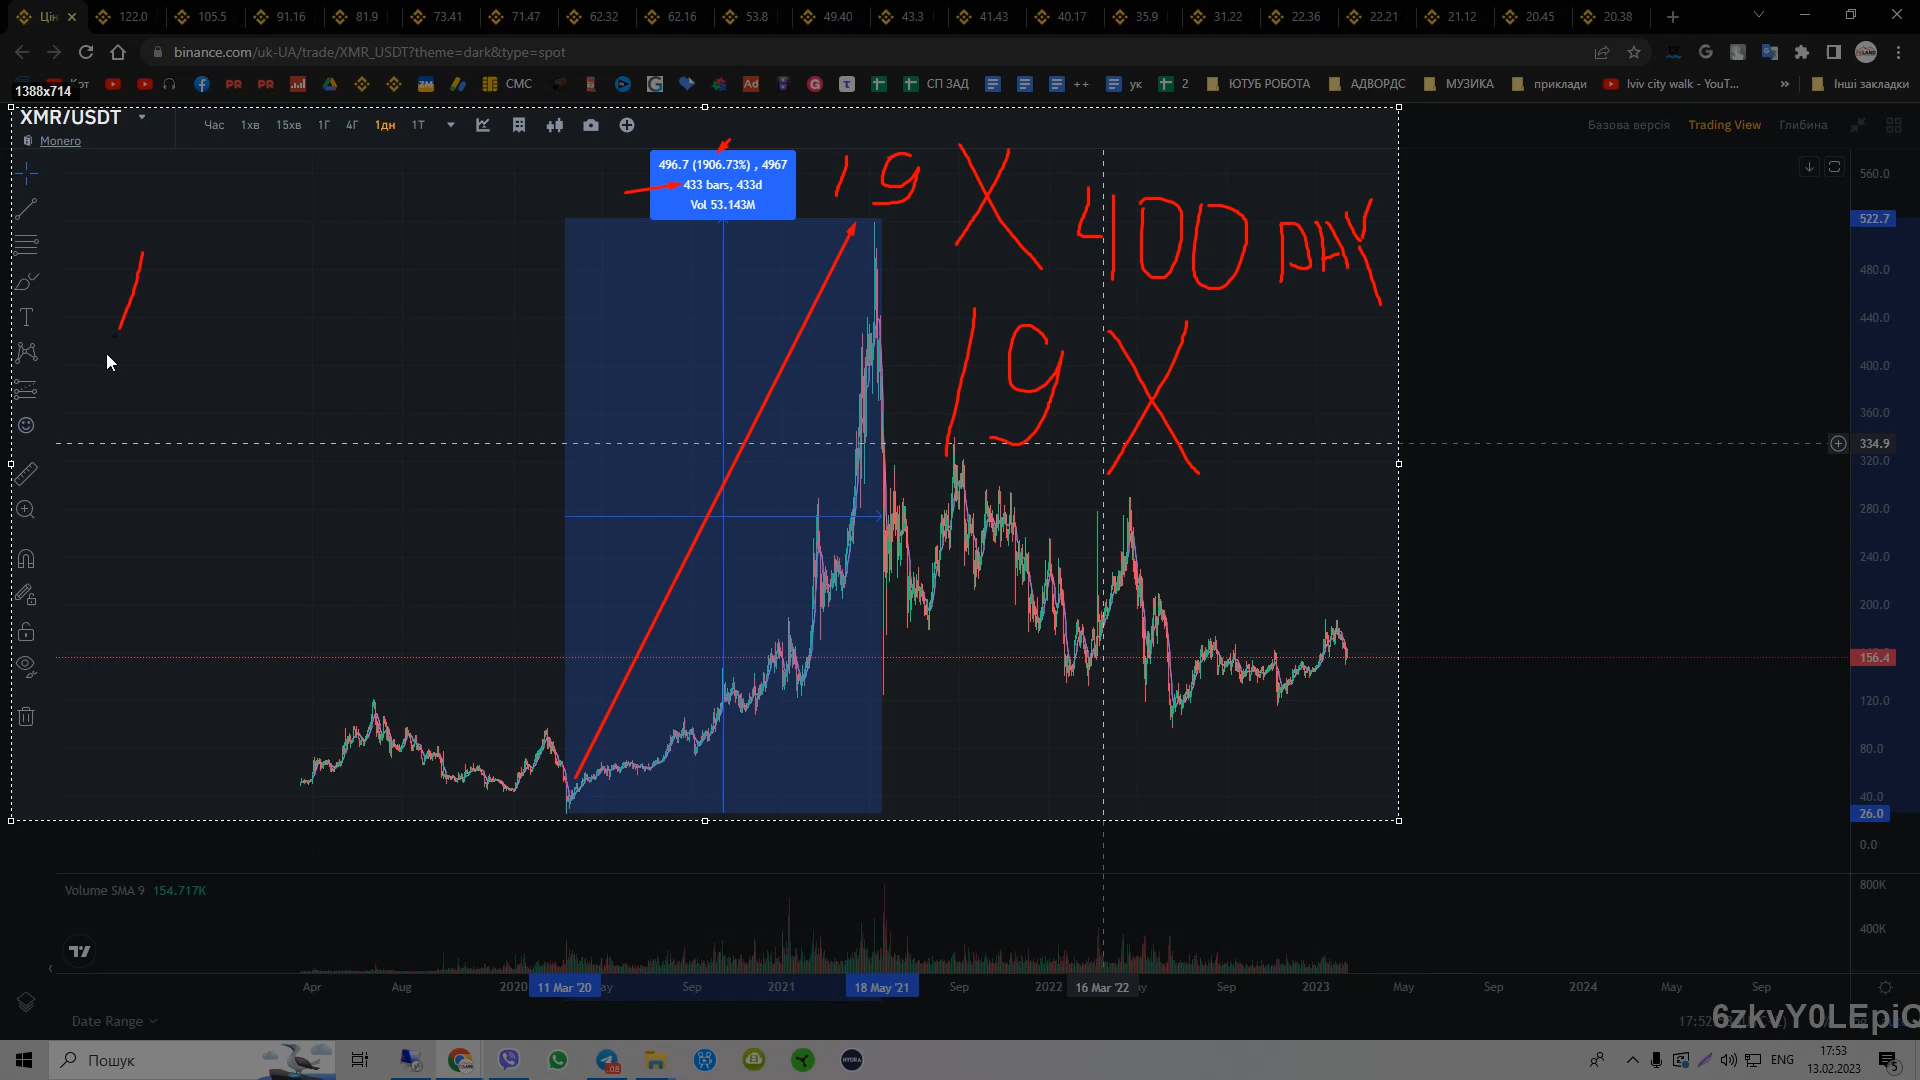 Цін
122.0
105.5
91.16
81.9
73.41
71.47
62.32
62.16
53.8
49.40
43.3
41.43
40.17
35.9
31.22
22.36
22.21
21.12
20.45
20.38
binance.com/uk-UA/trade/XMR_USDT?theme=dark&type=spot
СМС
СП ЗАД
++
ук
2
ЮТУБ РОБОТА
АДВОРДС
МУЗИКА
приклади
lviv city walk - YouT...
»
Інші закладки
1388x714
XMR/USDT
Monero
Час
1хв
15хв
1Г
4Г
1дн
1Т
Базова версія
Trading View
Глибина
496.7 (1906.73%) , 4967
433 bars, 433d
Vol 53.143M
19X
400 DAY
19X
560.0
522.7
480.0
440.0
400.0
360.0
334.9
320.0
280.0
240.0
200.0
156.4
120.0
80.0
40.0
26.0
0.0
Volume SMA 9 154.717K
800K
400K
Apr
Aug
2020
11 Mar '20
Sep
2021
18 May '21
Sep
2022
16 Mar '22
Sep
2023
May
Sep
2024
May
Sep
Date Range
6zkvY0LEpiQ
Пошук
ENG
17:53
13.02.2023
5